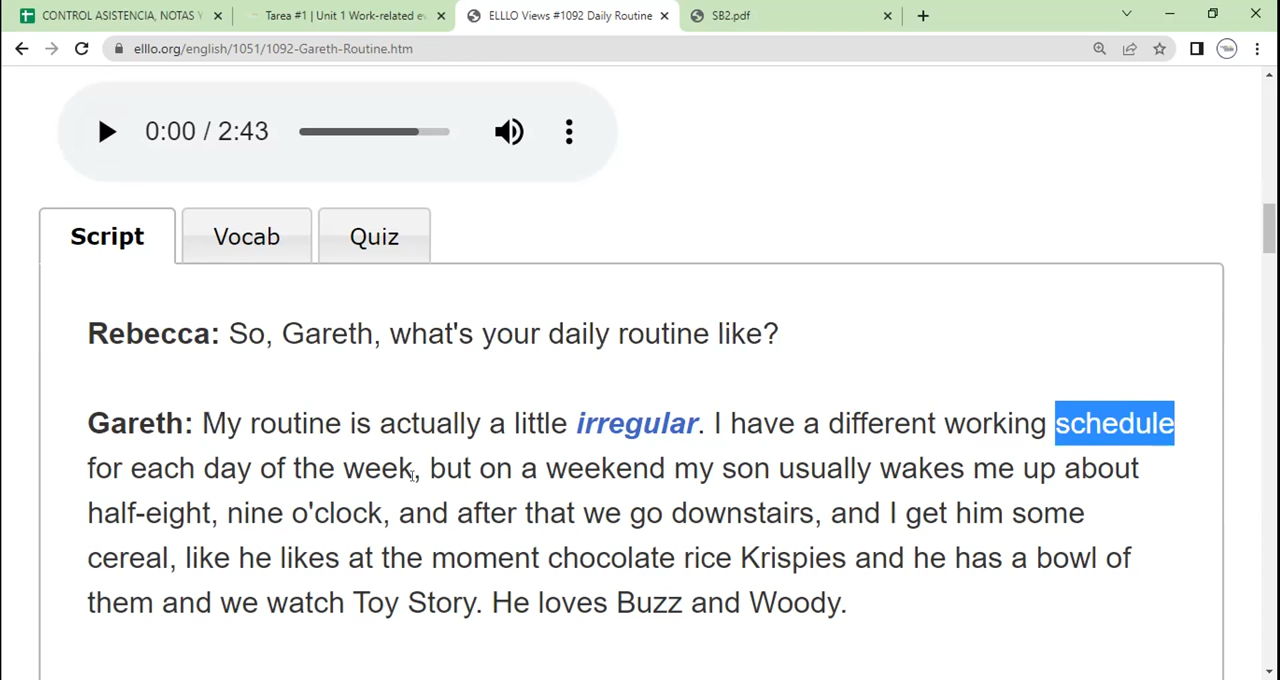 CONTROL ASISTENCIA, NOTAS Y
Tarea #1 | Unit 1 Work-related e
ELLLO Views #1092 Daily Routine
SB2.pdf
elllo.org/english/1051/1092-Gareth-Routine.htm
0:00 / 2:43
Script
Vocab
Quiz
Rebecca: So, Gareth, what's your daily routine like?
Gareth: My routine is actually a little irregular. I have a different working schedule
for each day of the week, but on a weekend my son usually wakes me up about
half-eight, nine o'clock, and after that we go downstairs, and I get him some
cereal, like he likes at the moment chocolate rice Krispies and he has a bowl of
them and we watch Toy Story. He loves Buzz and Woody.